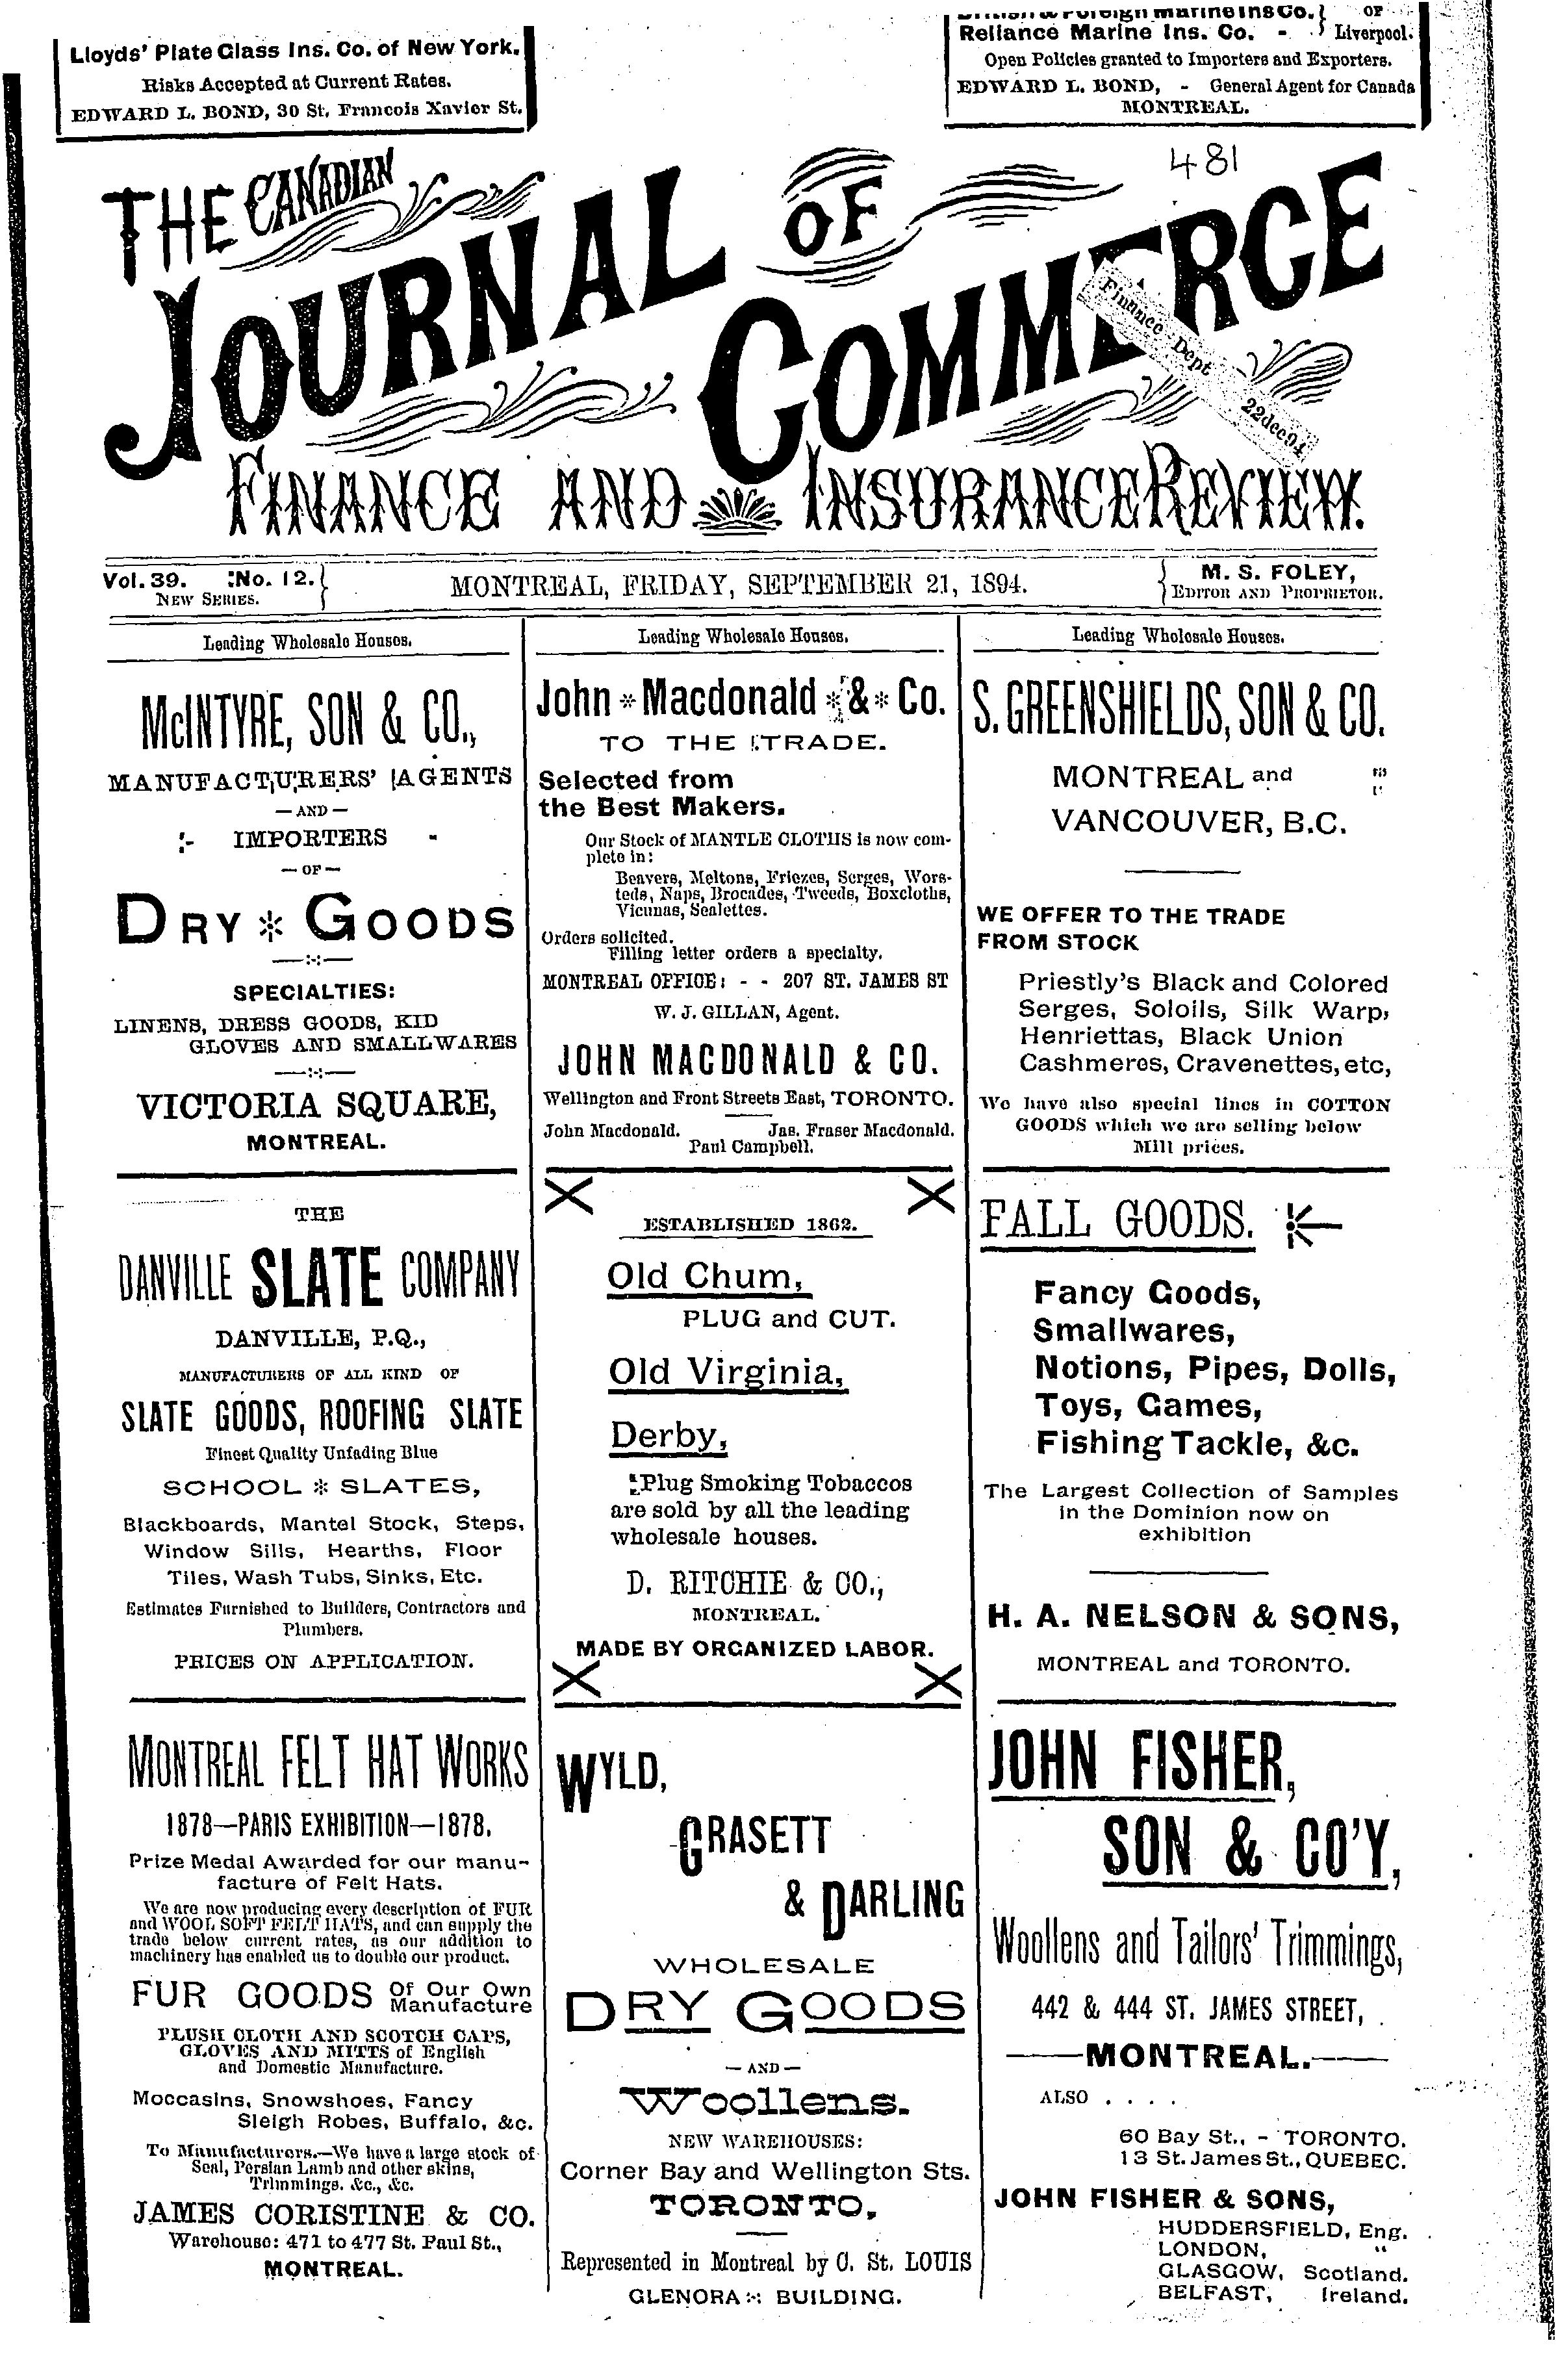 Lloyds' Plate Glass Ins. Co. of New York.
Risks Accepted at Current Rates.
EDWARD L. BOND, 30 St. Francois Xavier St.
British & Foreign Marine Ins Co. } OF
Reliance Marine Ins. Co. - } Liverpool.
Open Policies granted to Importers and Exporters.
EDWARD L. BOND, - General Agent for Canada
MONTREAL.
481
THE CANADIAN
JOURNAL OF
COMMERCE
Finance Dept 22dec94
FINANCE AND INSURANCE REVIEW.
Vol. 39. No. 12.
NEW SERIES.
MONTREAL, FRIDAY, SEPTEMBER 21, 1894.
M. S. FOLEY,
EDITOR AND PROPRIETOR.
Leading Wholesale Houses.
McINTYRE, SON & CO.,
MANUFACTURERS' AGENTS
— AND —
IMPORTERS
— OF —
DRY * GOODS
SPECIALTIES:
LINENS, DRESS GOODS, KID
GLOVES AND SMALLWARES
VICTORIA SQUARE,
MONTREAL.
THE
DANVILLE SLATE COMPANY
DANVILLE, P.Q.,
MANUFACTURERS OF ALL KIND OF
SLATE GOODS, ROOFING SLATE
Finest Quality Unfading Blue
SCHOOL * SLATES,
Blackboards, Mantel Stock, Steps,
Window Sills, Hearths, Floor
Tiles, Wash Tubs, Sinks, Etc.
Estimates Furnished to Builders, Contractors and
Plumbers.
PRICES ON APPLICATION.
MONTREAL FELT HAT WORKS
1878—PARIS EXHIBITION—1878.
Prize Medal Awarded for our manu-
facture of Felt Hats.
We are now producing every description of FUR
and WOOL SOFT FELT HATS, and can supply the
trade below current rates, as our addition to
machinery has enabled us to double our product.
FUR GOODS Of Our Own
Manufacture
PLUSH CLOTH AND SCOTCH CAPS,
GLOVES AND MITTS of English
and Domestic Manufacture.
Moccasins, Snowshoes, Fancy
Sleigh Robes, Buffalo, &c.
To Manufacturers.—We have a large stock of
Seal, Persian Lamb and other skins,
Trimmings. &c., &c.
JAMES CORISTINE & CO.
Warehouse: 471 to 477 St. Paul St.,
MONTREAL.
Leading Wholesale Houses.
John * Macdonald * & * Co.
TO THE TRADE.
Selected from
the Best Makers.
Our Stock of MANTLE CLOTHS is now com-
plete in:
Beavers, Meltons, Friezes, Serges, Wors-
teds, Naps, Brocades, Tweeds, Boxcloths,
Vicunas, Sealettes.
Orders solicited.
Filling letter orders a specialty.
MONTREAL OFFICE: - - 207 ST. JAMES ST
W. J. GILLAN, Agent.
JOHN MACDONALD & CO.
Wellington and Front Streets East, TORONTO.
John Macdonald. Jas. Fraser Macdonald.
Paul Campbell.
ESTABLISHED 1862.
Old Chum,
PLUG and CUT.
Old Virginia,
Derby,
Plug Smoking Tobaccos
are sold by all the leading
wholesale houses.
D. RITCHIE & CO.,
MONTREAL.
MADE BY ORGANIZED LABOR.
WYLD,
GRASETT
& DARLING
WHOLESALE
DRY GOODS
— AND —
Woollens.
NEW WAREHOUSES:
Corner Bay and Wellington Sts.
TORONTO,
Represented in Montreal by C. St. LOUIS
GLENORA BUILDING.
Leading Wholesale Houses.
S. GREENSHIELDS, SON & CO.
MONTREAL and
VANCOUVER, B.C.
WE OFFER TO THE TRADE
FROM STOCK
Priestly's Black and Colored
Serges, Soloils, Silk Warp,
Henriettas, Black Union
Cashmeres, Cravenettes, etc,
We have also special lines in COTTON
GOODS which we are selling below
Mill prices.
FALL GOODS.
Fancy Goods,
Smallwares,
Notions, Pipes, Dolls,
Toys, Games,
Fishing Tackle, &c.
The Largest Collection of Samples
in the Dominion now on
exhibition
H. A. NELSON & SONS,
MONTREAL and TORONTO.
JOHN FISHER,
SON & CO'Y,
Woollens and Tailors' Trimmings,
442 & 444 ST. JAMES STREET,
—MONTREAL.—
ALSO . . . .
60 Bay St., - TORONTO.
13 St. James St., QUEBEC.
JOHN FISHER & SONS,
HUDDERSFIELD, Eng.
LONDON, "
GLASGOW, Scotland.
BELFAST, Ireland.